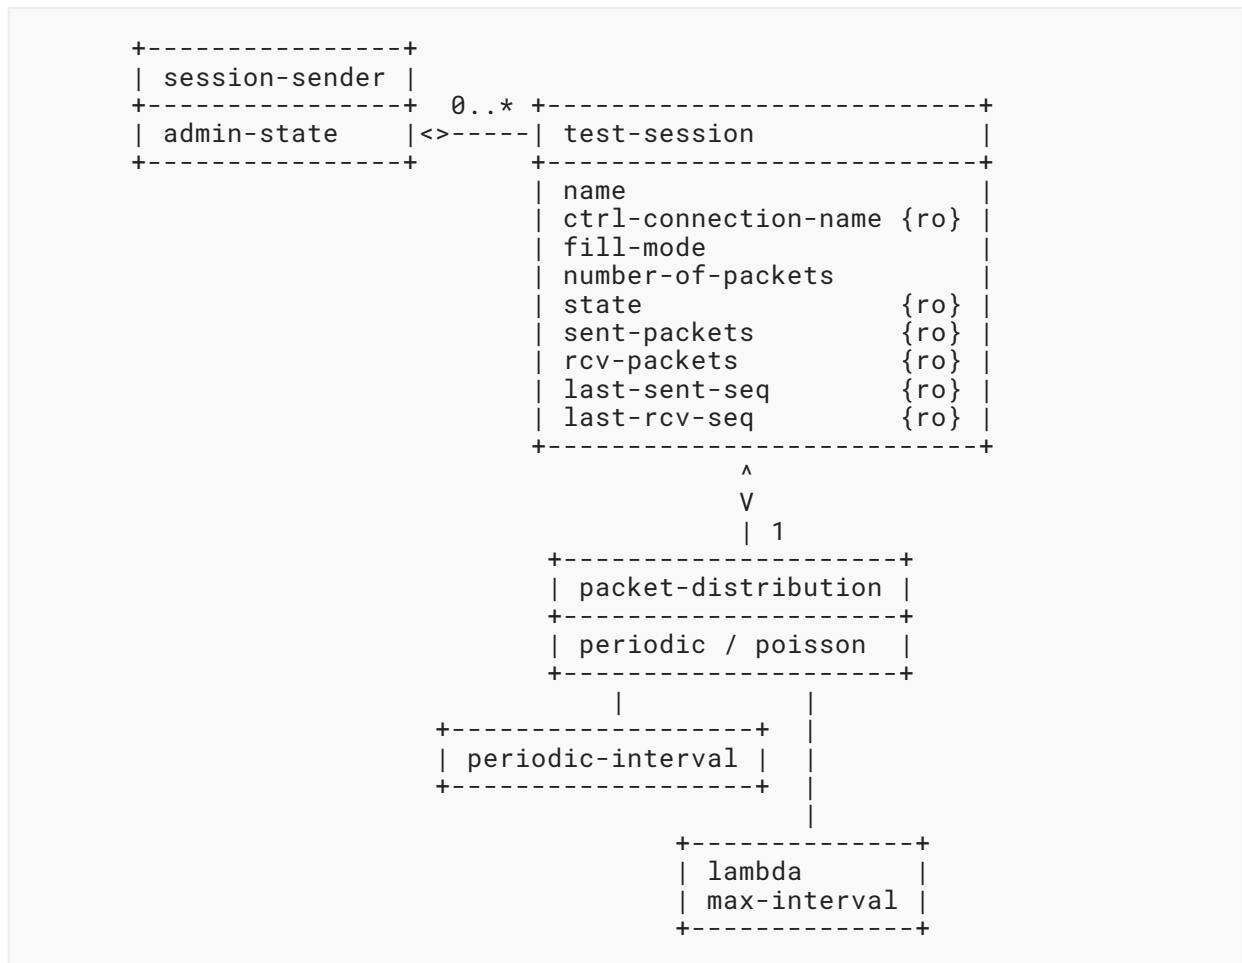 +----------------+
| session-sender |
+----------------+  0..* +---------------------------+
| admin-state    |<>-----| test-session              |
+----------------+       +---------------------------+
                         | name                      |
                         | ctrl-connection-name {ro} |
                         | fill-mode                 |
                         | number-of-packets         |
                         | state                {ro} |
                         | sent-packets         {ro} |
                         | rcv-packets          {ro} |
                         | last-sent-seq        {ro} |
                         | last-rcv-seq         {ro} |
                         +---------------------------+
                                      ^
                                      V
                                      | 1
                          +---------------------+
                          | packet-distribution |
                          +---------------------+
                          | periodic / poisson  |
                          +---------------------+
                              |           |
                   +-------------------+  |
                   | periodic-interval |  |
                   +-------------------+  |
                                          |
                                  +--------------+
                                  | lambda       |
                                  | max-interval |
                                  +--------------+